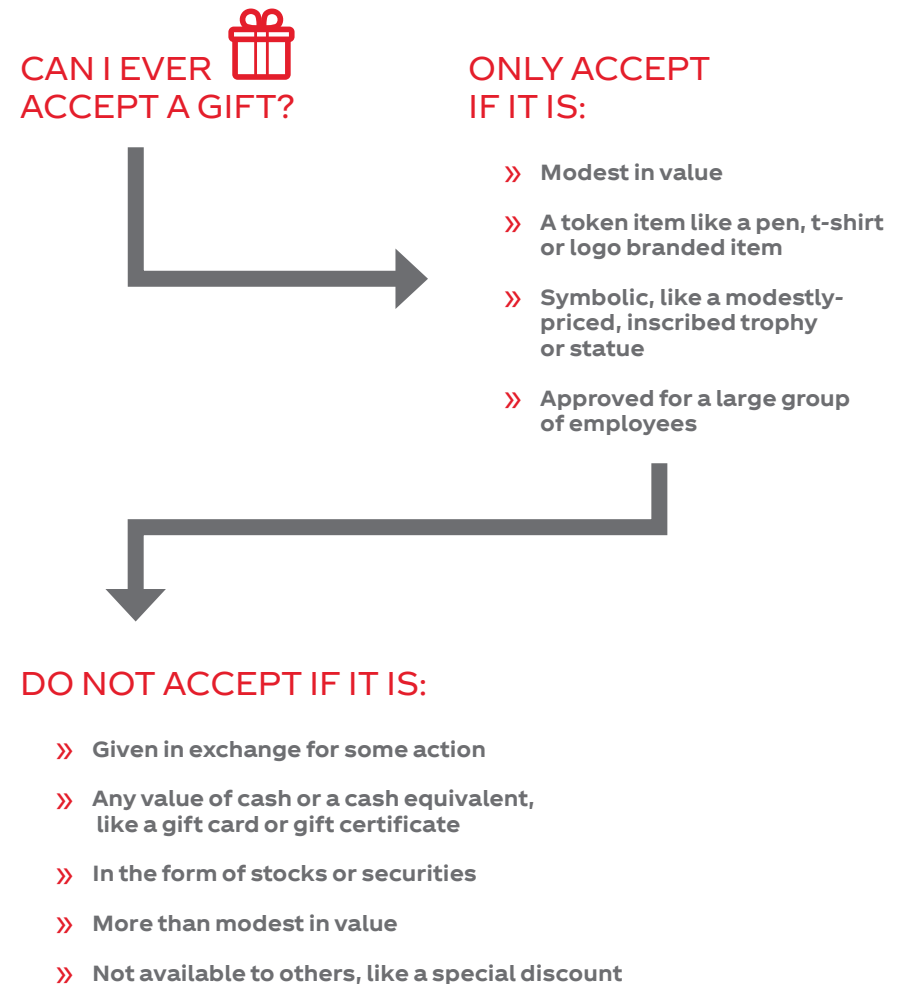 CAN I EVER
ACCEPT A GIFT?
ONLY ACCEPT
IF IT IS:
» Modest in value
» A token item like a pen, t-shirt
or logo branded item
» Symbolic, like a modestly-
priced, inscribed trophy
or statue
» Approved for a large group
of employees
DO NOT ACCEPT IF IT IS:
» Given in exchange for some action
» Any value of cash or a cash equivalent,
like a gift card or gift certificate
» In the form of stocks or securities
» More than modest in value
» Not available to others, like a special discount